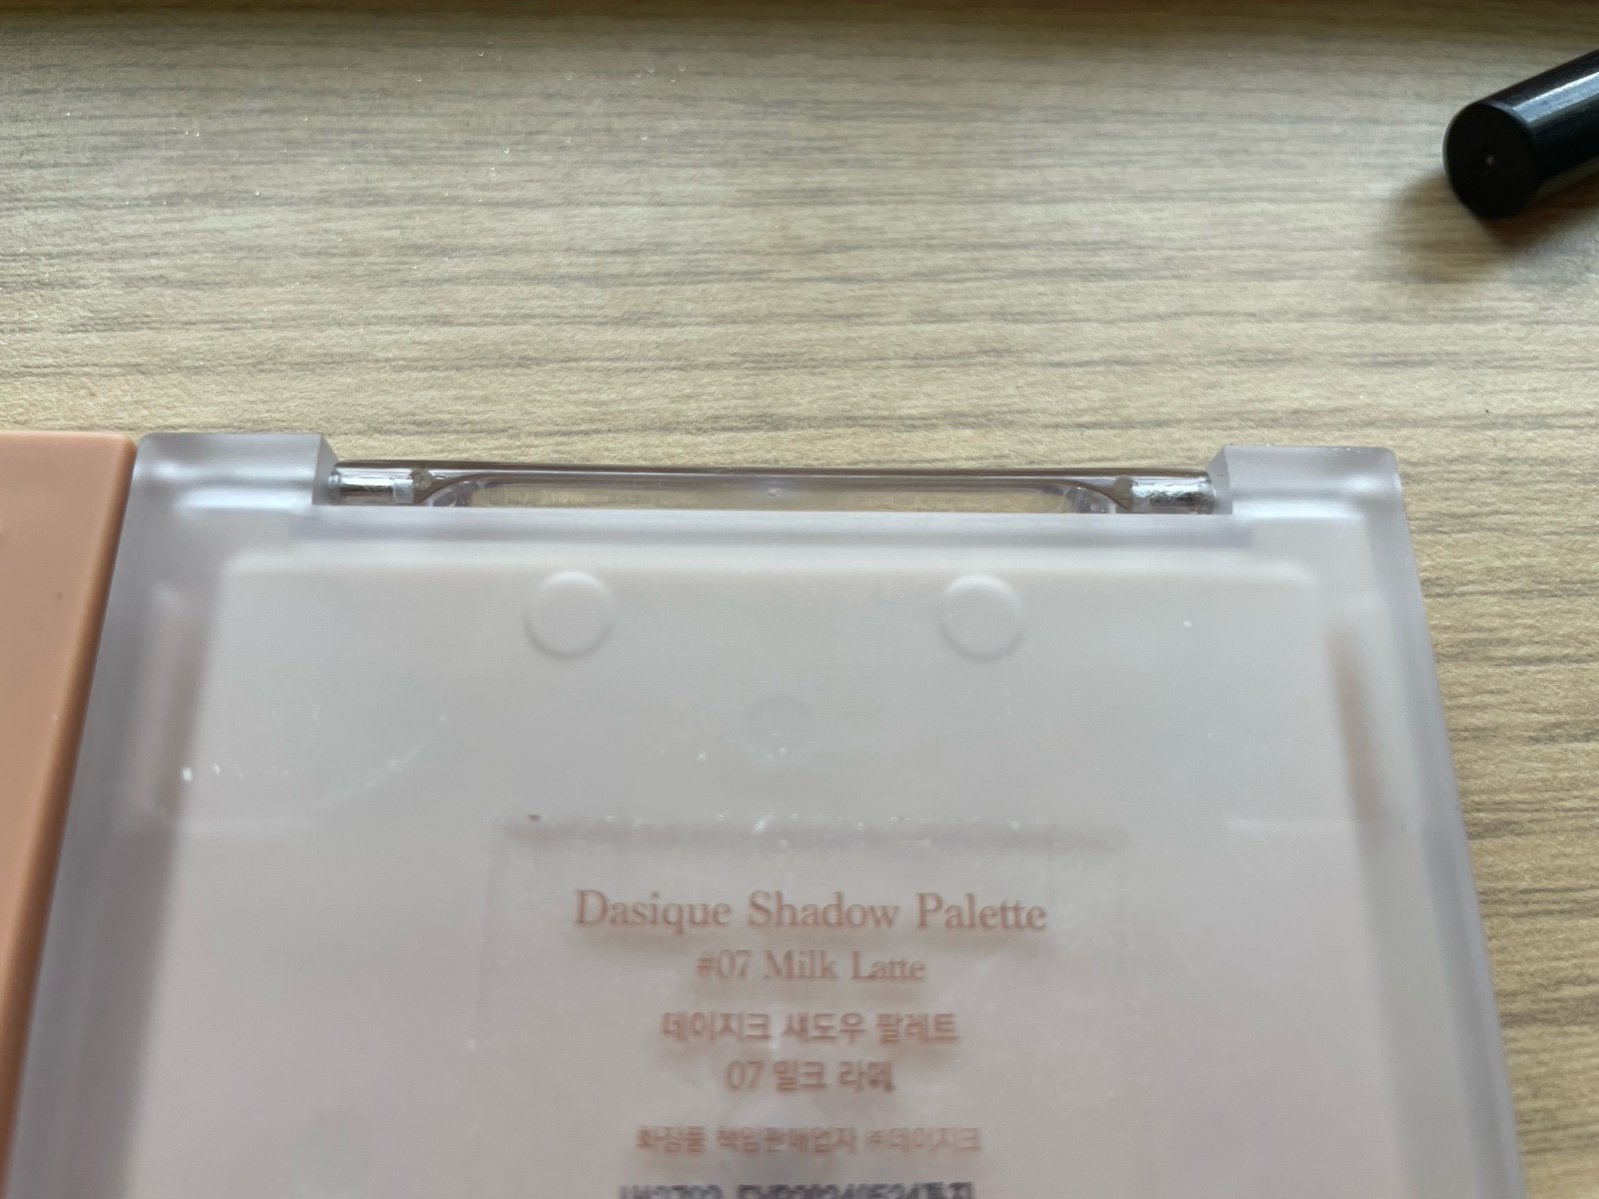 Dasique Shadow Palette
#07 Milk Latte
데이지크 섀도우 팔레트
07 밀크 라떼
화장품 책임판매업자 ㈜데이지크